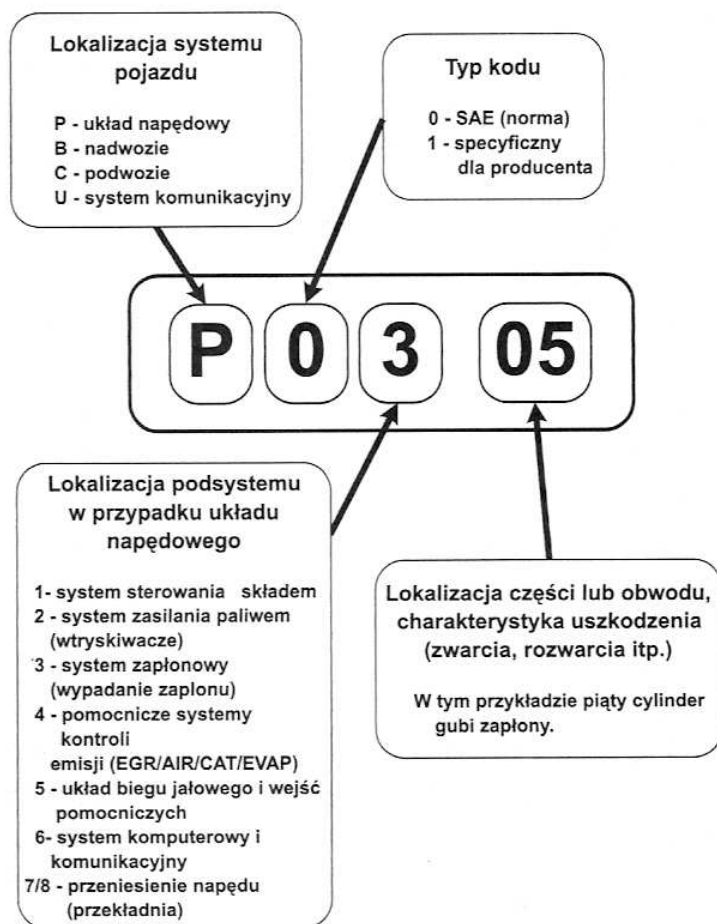 Lokalizacja systemu
pojazdu
P - układ napędowy
B - nadwozie
C - podwozie
U - system komunikacyjny
Typ kodu
0 - SAE (norma)
1 - specyficzny
dla producenta
P 0 3 05
Lokalizacja podsystemu
w przypadku układu
napędowego
1- system sterowania składem
2 - system zasilania paliwem
(wtryskiwacze)
3 - system zapłonowy
(wypadanie zaplonu)
4 - pomocnicze systemy
kontroli
emisji (EGR/AIR/CAT/EVAP)
5 - układ biegu jałowego i wejść
pomocniczych
6- system komputerowy i
komunikacyjny
7/8 - przeniesienie napędu
(przekładnia)
Lokalizacja części lub obwodu,
charakterystyka uszkodzenia
(zwarcia, rozwarcia itp.)
W tym przykładzie piąty cylinder
gubi zapłony.